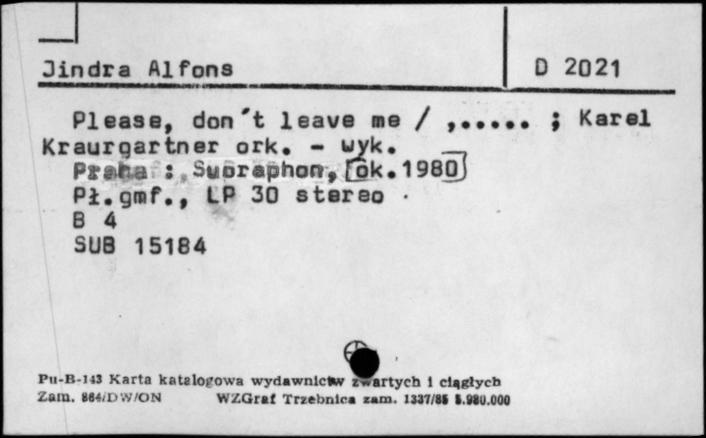 Jindra Alfons D 2021
Please, don´t leave me / ,...... ; Karel
Kraurgartner ork. - wyk.
Praha : Supraphon, [ok.1980]
Pł.gmf., LP 30 stereo
B 4
SUB 15184
Pu-B-143 Karta katalogowa wydawnictw zwartych i ciągłych
Zam. 864/DW/ON WZGraf Trzebnica zam. 1337/85 5.980.000